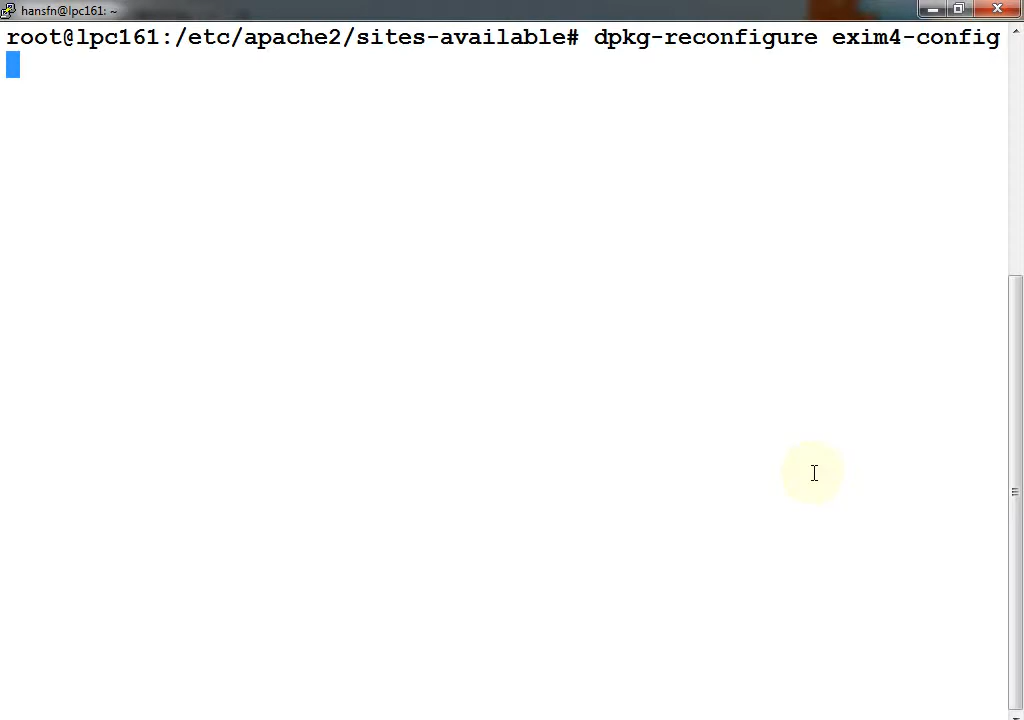 hansfn@lpc161: ~
root@lpc161:/etc/apache2/sites-available# dpkg-reconfigure exim4-config